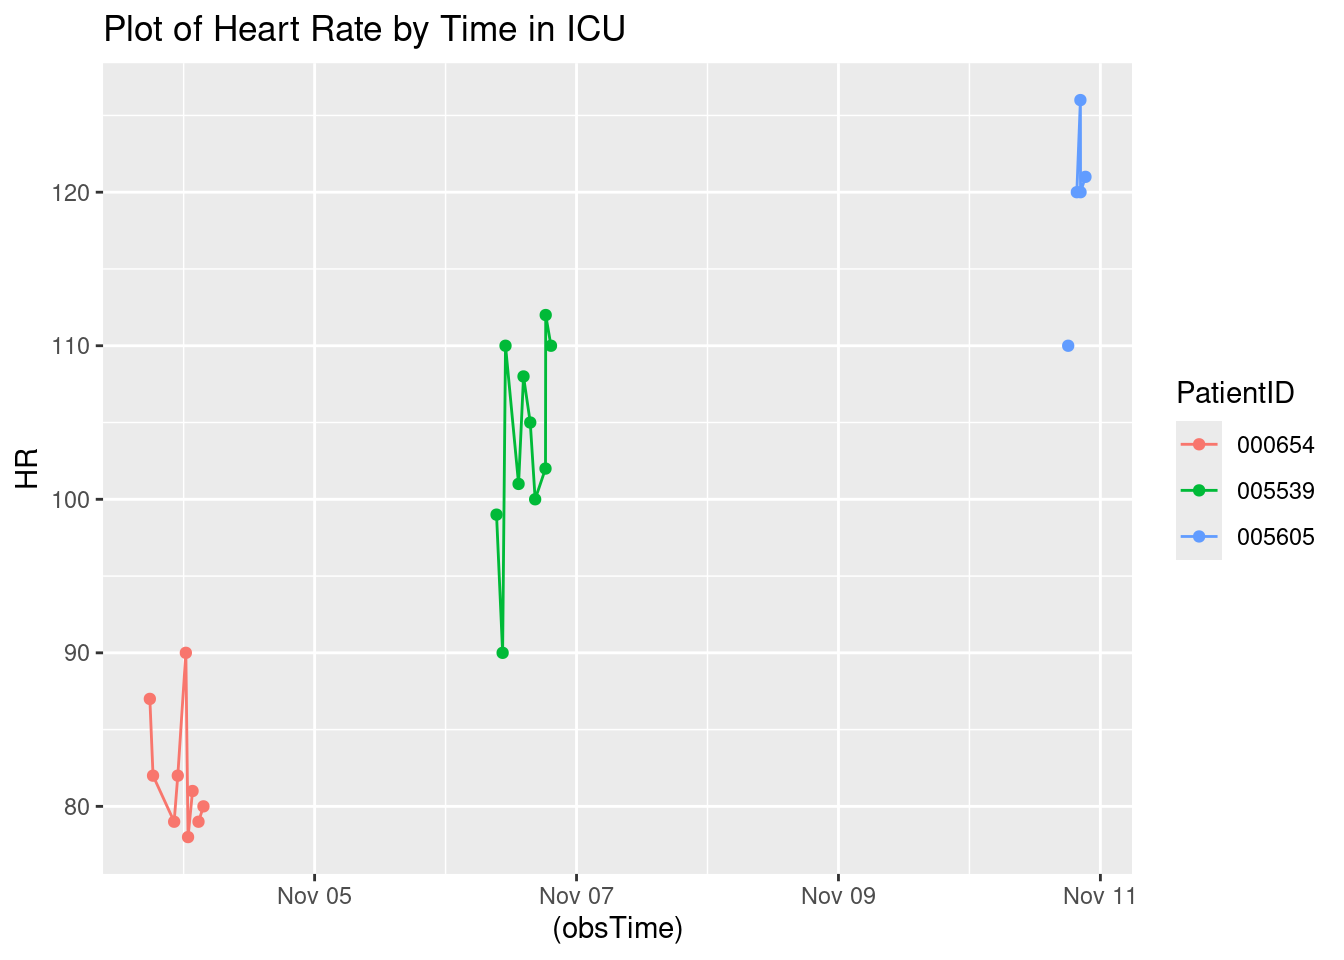 Plot of Heart Rate by Time in ICU
120
110
100
90
80
HR
Nov 05
Nov 07
Nov 09
Nov 11
(obsTime)
PatientID
000654
005539
005605